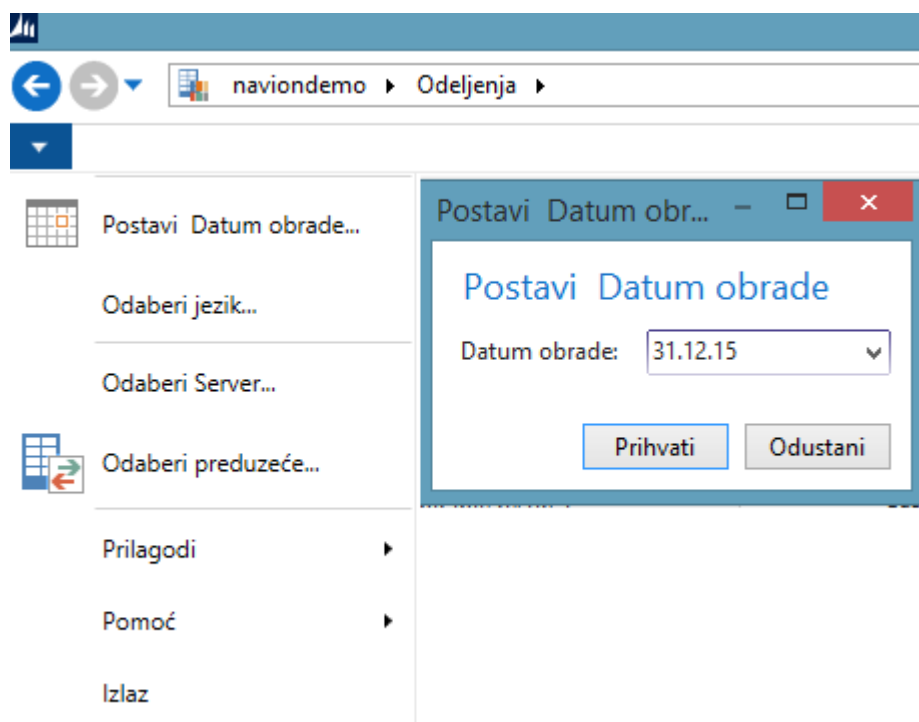 naviondemo Odeljenja
Postavi  Datum obrade...
Odaberi jezik...
Odaberi Server...
Odaberi preduzeće...
Prilagodi
Pomoć
Izlaz
Postavi  Datum obr...
Postavi  Datum obrade
Datum obrade: 31.12.15
Prihvati Odustani